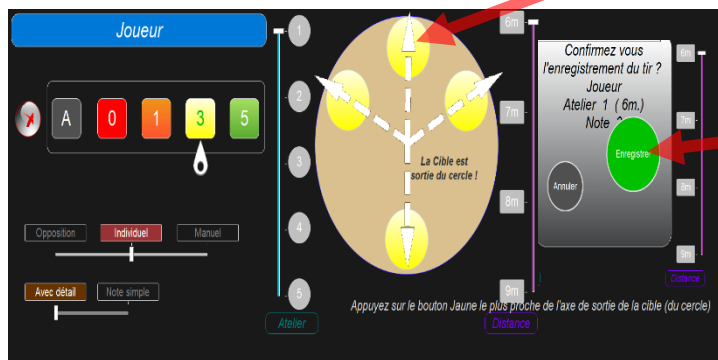 Joueur
A 0 1 3 5
Opposition Individuel Manuel
Avec détail Note simple
1
2
3
4
5
Atelier
La Cible est
sortie du cercle !
6m
7m
8m
9m
Distance
Appuyez sur le bouton Jaune le plus proche de l'axe de sortie de la cible (du cercle)
Confirmez vous
l'enregistrement du tir ?
Joueur
Atelier 1 ( 6m.)
Note
Enregistrer
Annuler
6m
7m
8m
9m
Distance